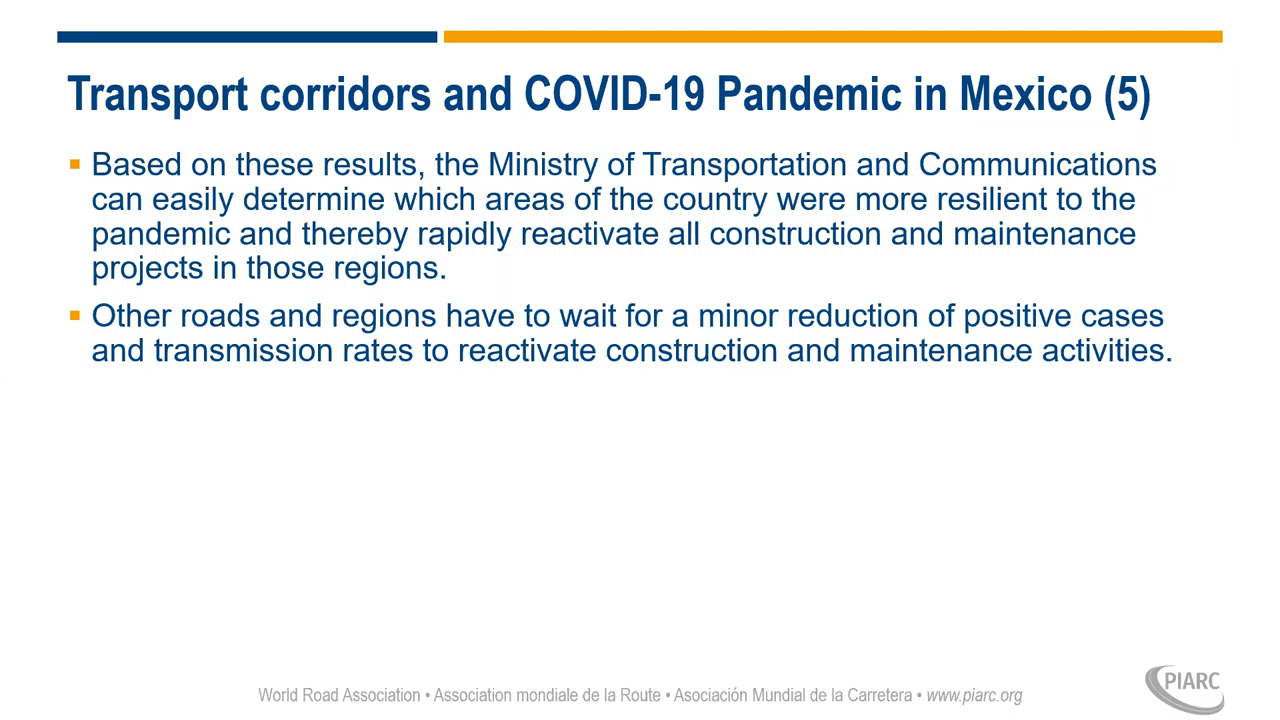 Transport corridors and COVID-19 Pandemic in Mexico (5)
Based on these results, the Ministry of Transportation and Communications
can easily determine which areas of the country were more resilient to the
pandemic and thereby rapidly reactivate all construction and maintenance
projects in those regions.
Other roads and regions have to wait for a minor reduction of positive cases
and transmission rates to reactivate construction and maintenance activities.
World Road Association • Association mondiale de la Route • Asociación Mundial de la Carretera • www.piarc.org
PIARC